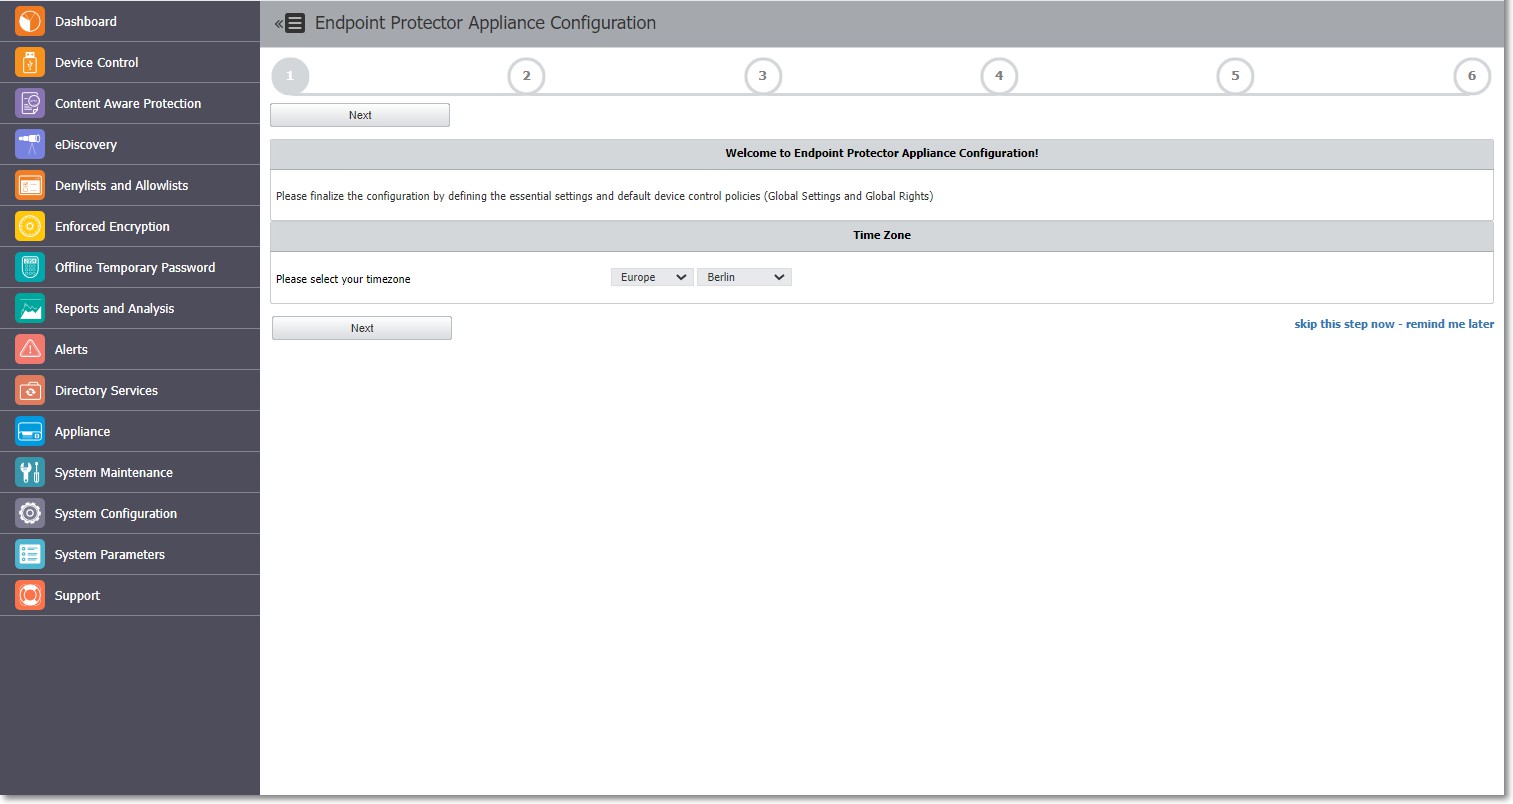 Dashboard
Device Control
Content Aware Protection
eDiscovery
Denylists and Allowlists
Enforced Encryption
Offline Temporary Password
Reports and Analysis
Alerts
Directory Services
Appliance
System Maintenance
System Configuration
System Parameters
Support
« Endpoint Protector Appliance Configuration
1 2 3 4 5 6
Next
Welcome to Endpoint Protector Appliance Configuration!
Please finalize the configuration by defining the essential settings and default device control policies (Global Settings and Global Rights)
Time Zone
Please select your timezone Europe Berlin
Next skip this step now - remind me later